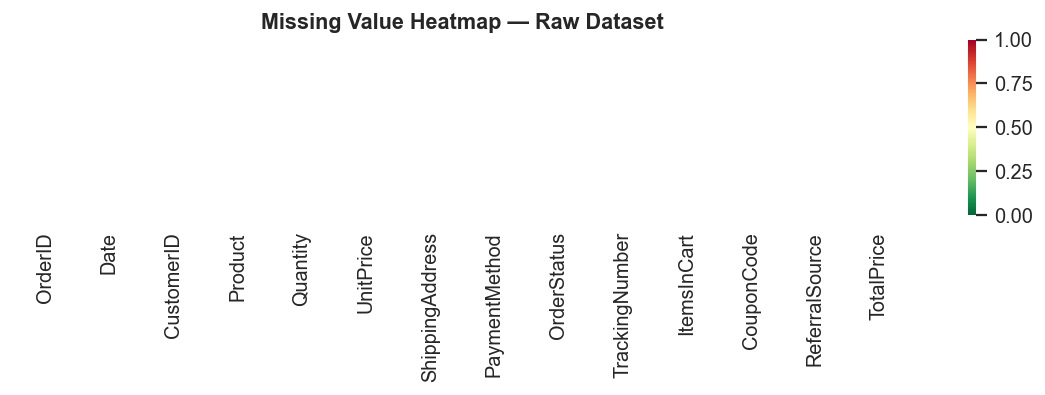 Missing Value Heatmap — Raw Dataset
1.00
0.75
0.50
0.25
0.00
OrderID
Date
CustomerID
Product
Quantity
UnitPrice
ShippingAddress
PaymentMethod
OrderStatus
TrackingNumber
ItemsInCart
CouponCode
ReferralSource
TotalPrice